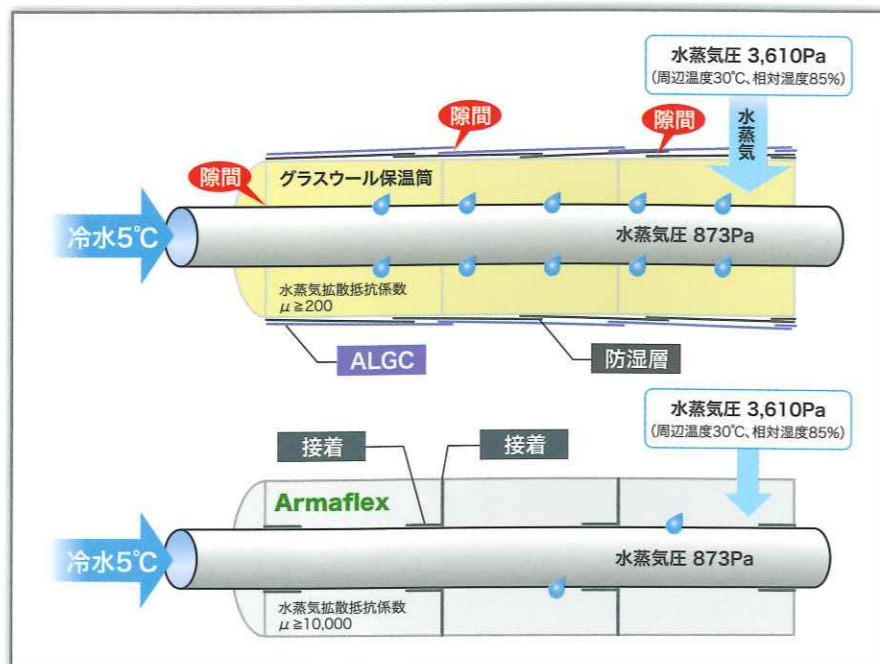 水蒸気圧 3,610Pa
(周辺温度30℃、相対湿度85%)
水蒸気
隙間
隙間
隙間
グラスウール保温筒
冷水5℃
水蒸気圧 873Pa
水蒸気拡散抵抗係数
μ≧200
ALGC
防湿層
水蒸気圧 3,610Pa
(周辺温度30℃、相対湿度85%)
接着
接着
Armaflex
冷水5℃
水蒸気圧 873Pa
水蒸気拡散抵抗係数
μ≧10,000